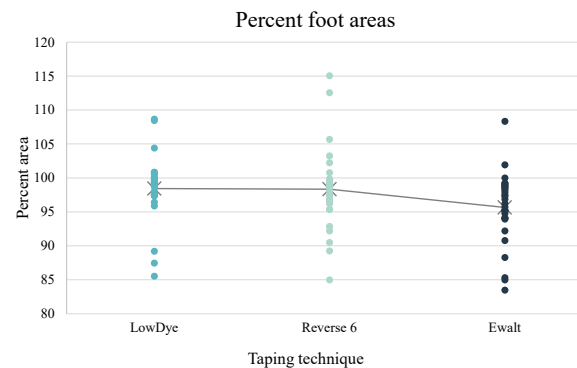 Percent foot areas
120
115
110
105
100
95
90
85
80
Percent area
LowDye
Reverse 6
Ewalt
Taping technique